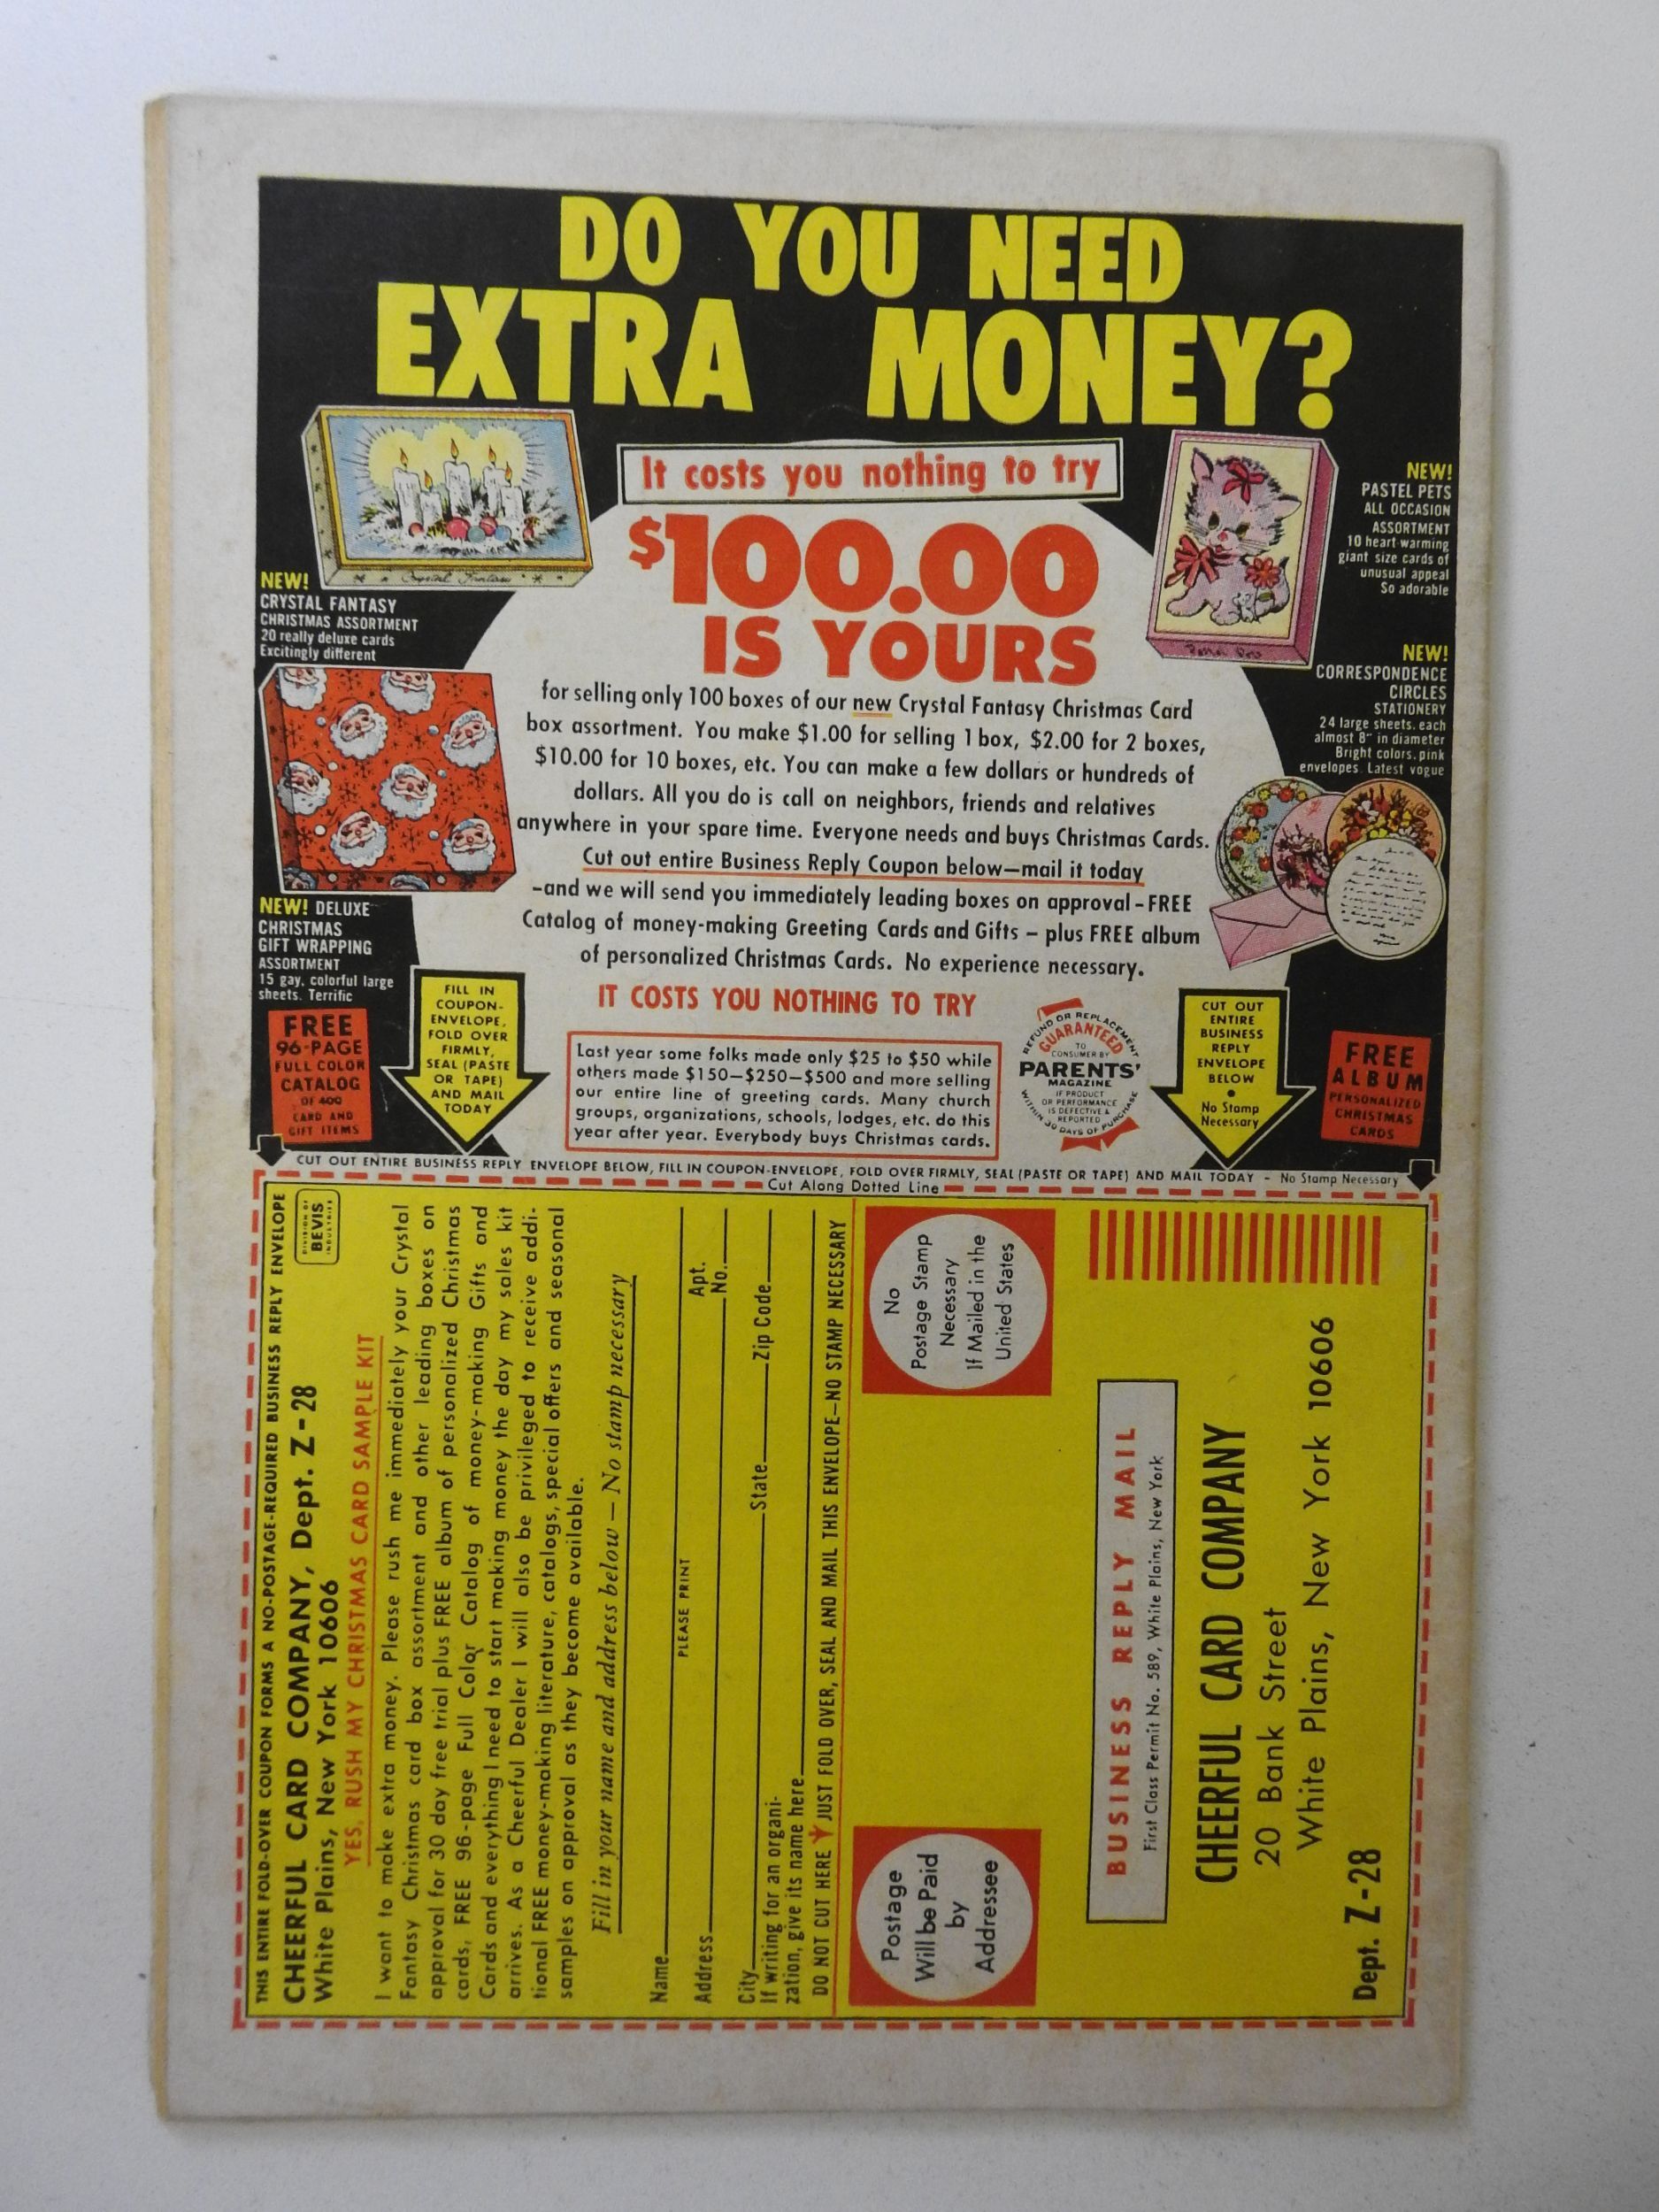 DO YOU NEED
EXTRA MONEY?
It costs you nothing to try
$100.00
IS YOURS
for selling only 100 boxes of our new Crystal Fantasy Christmas Card
box assortment. You make $1.00 for selling 1 box, $2.00 for 2 boxes,
$10.00 for 10 boxes, etc. You can make a few dollars or hundreds of
dollars. All you do is call on neighbors, friends and relatives
anywhere in your spare time. Everyone needs and buys Christmas Cards.
Cut out entire Business Reply Coupon below—mail it today
-and we will send you immediately leading boxes on approval-FREE
Catalog of money-making Greeting Cards and Gifts - plus FREE album
of personalized Christmas Cards. No experience necessary.
IT COSTS YOU NOTHING TO TRY
Crystal Fantasy
NEW!
CRYSTAL FANTASY
CHRISTMAS ASSORTMENT
20 really deluxe cards
Excitingly different
NEW! DELUXE
CHRISTMAS
GIFT WRAPPING
ASSORTMENT
15 gay, colorful large
sheets. Terrific
Pastel Pets
NEW!
PASTEL PETS
ALL OCCASION
ASSORTMENT
10 heart-warming
giant size cards of
unusual appeal
So adorable
NEW!
CORRESPONDENCE
CIRCLES
STATIONERY
24 large sheets, each
almost 8" in diameter
Bright colors, pink
envelopes. Latest vogue
FREE
96-PAGE
FULL COLOR
CATALOG
OF 400
CARD AND
GIFT ITEMS
FILL IN
COUPON-
ENVELOPE,
FOLD OVER
FIRMLY,
SEAL (PASTE
OR TAPE)
AND MAIL
TODAY
Last year some folks made only $25 to $50 while
others made $150—$250—$500 and more selling
our entire line of greeting cards. Many church
groups, organizations, schools, lodges, etc. do this
year after year. Everybody buys Christmas cards.
REFUND OR REPLACEMENT
GUARANTEED
TO
CONSUMER BY
PARENTS'
MAGAZINE
IF PRODUCT
OR PERFORMANCE
IS DEFECTIVE &
REPORTED
WITHIN 30 DAYS OF PURCHASE
CUT OUT
ENTIRE
BUSINESS
REPLY
ENVELOPE
BELOW
•
No Stamp
Necessary
FREE
ALBUM
PERSONALIZED
CHRISTMAS
CARDS
CUT OUT ENTIRE BUSINESS REPLY ENVELOPE BELOW, FILL IN COUPON-ENVELOPE, FOLD OVER FIRMLY, SEAL (PASTE OR TAPE) AND MAIL TODAY - No Stamp Necessary
Cut Along Dotted Line
THIS ENTIRE FOLD-OVER COUPON FORMS A NO-POSTAGE-REQUIRED BUSINESS REPLY ENVELOPE
CHEERFUL CARD COMPANY, Dept. Z-28
White Plains, New York 10606
DIVISION OF
BEVIS
INDUSTRIES
YES, RUSH MY CHRISTMAS CARD SAMPLE KIT
I want to make extra money. Please rush me immediately your Crystal
Fantasy Christmas card box assortment and other leading boxes on
approval for 30 day free trial plus FREE album of personalized Christmas
cards, FREE 96-page Full Color Catalog of money-making Gifts and
Cards and everything I need to start making money the day my sales kit
arrives. As a Cheerful Dealer I will also be privileged to receive addi-
tional FREE money-making literature, catalogs, special offers and seasonal
samples on approval as they become available.
Fill in your name and address below — No stamp necessary
Name
PLEASE PRINT
Address
Apt.
No.
City
State
Zip Code
If writing for an organi-
zation, give its name here
DO NOT CUT HERE JUST FOLD OVER, SEAL AND MAIL THIS ENVELOPE—NO STAMP NECESSARY
Postage
Will be Paid
by
Addressee
No
Postage Stamp
Necessary
If Mailed in the
United States
BUSINESS REPLY MAIL
First Class Permit No. 589, White Plains, New York
CHEERFUL CARD COMPANY
20 Bank Street
White Plains, New York 10606
Dept. Z-28